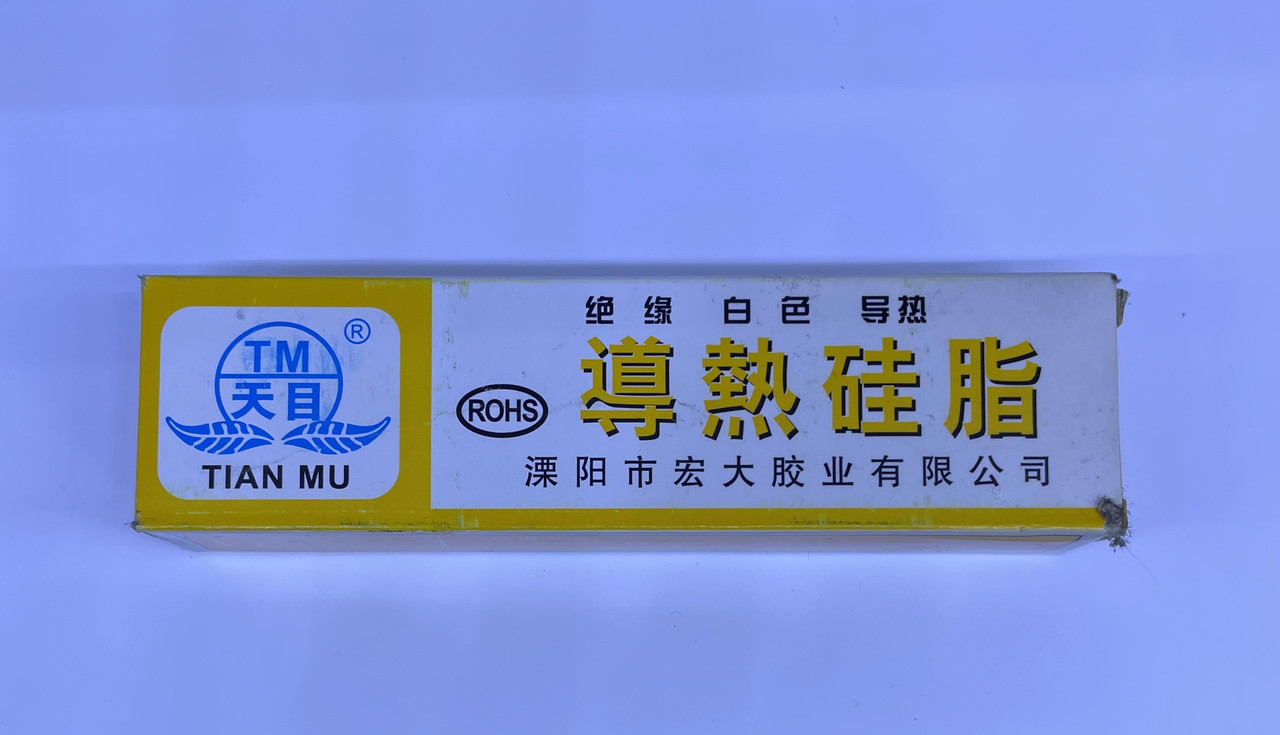 TM
天目
®
TIAN MU
绝缘 白色 导热
ROHS
導熱硅脂
溧阳市宏大胶业有限公司